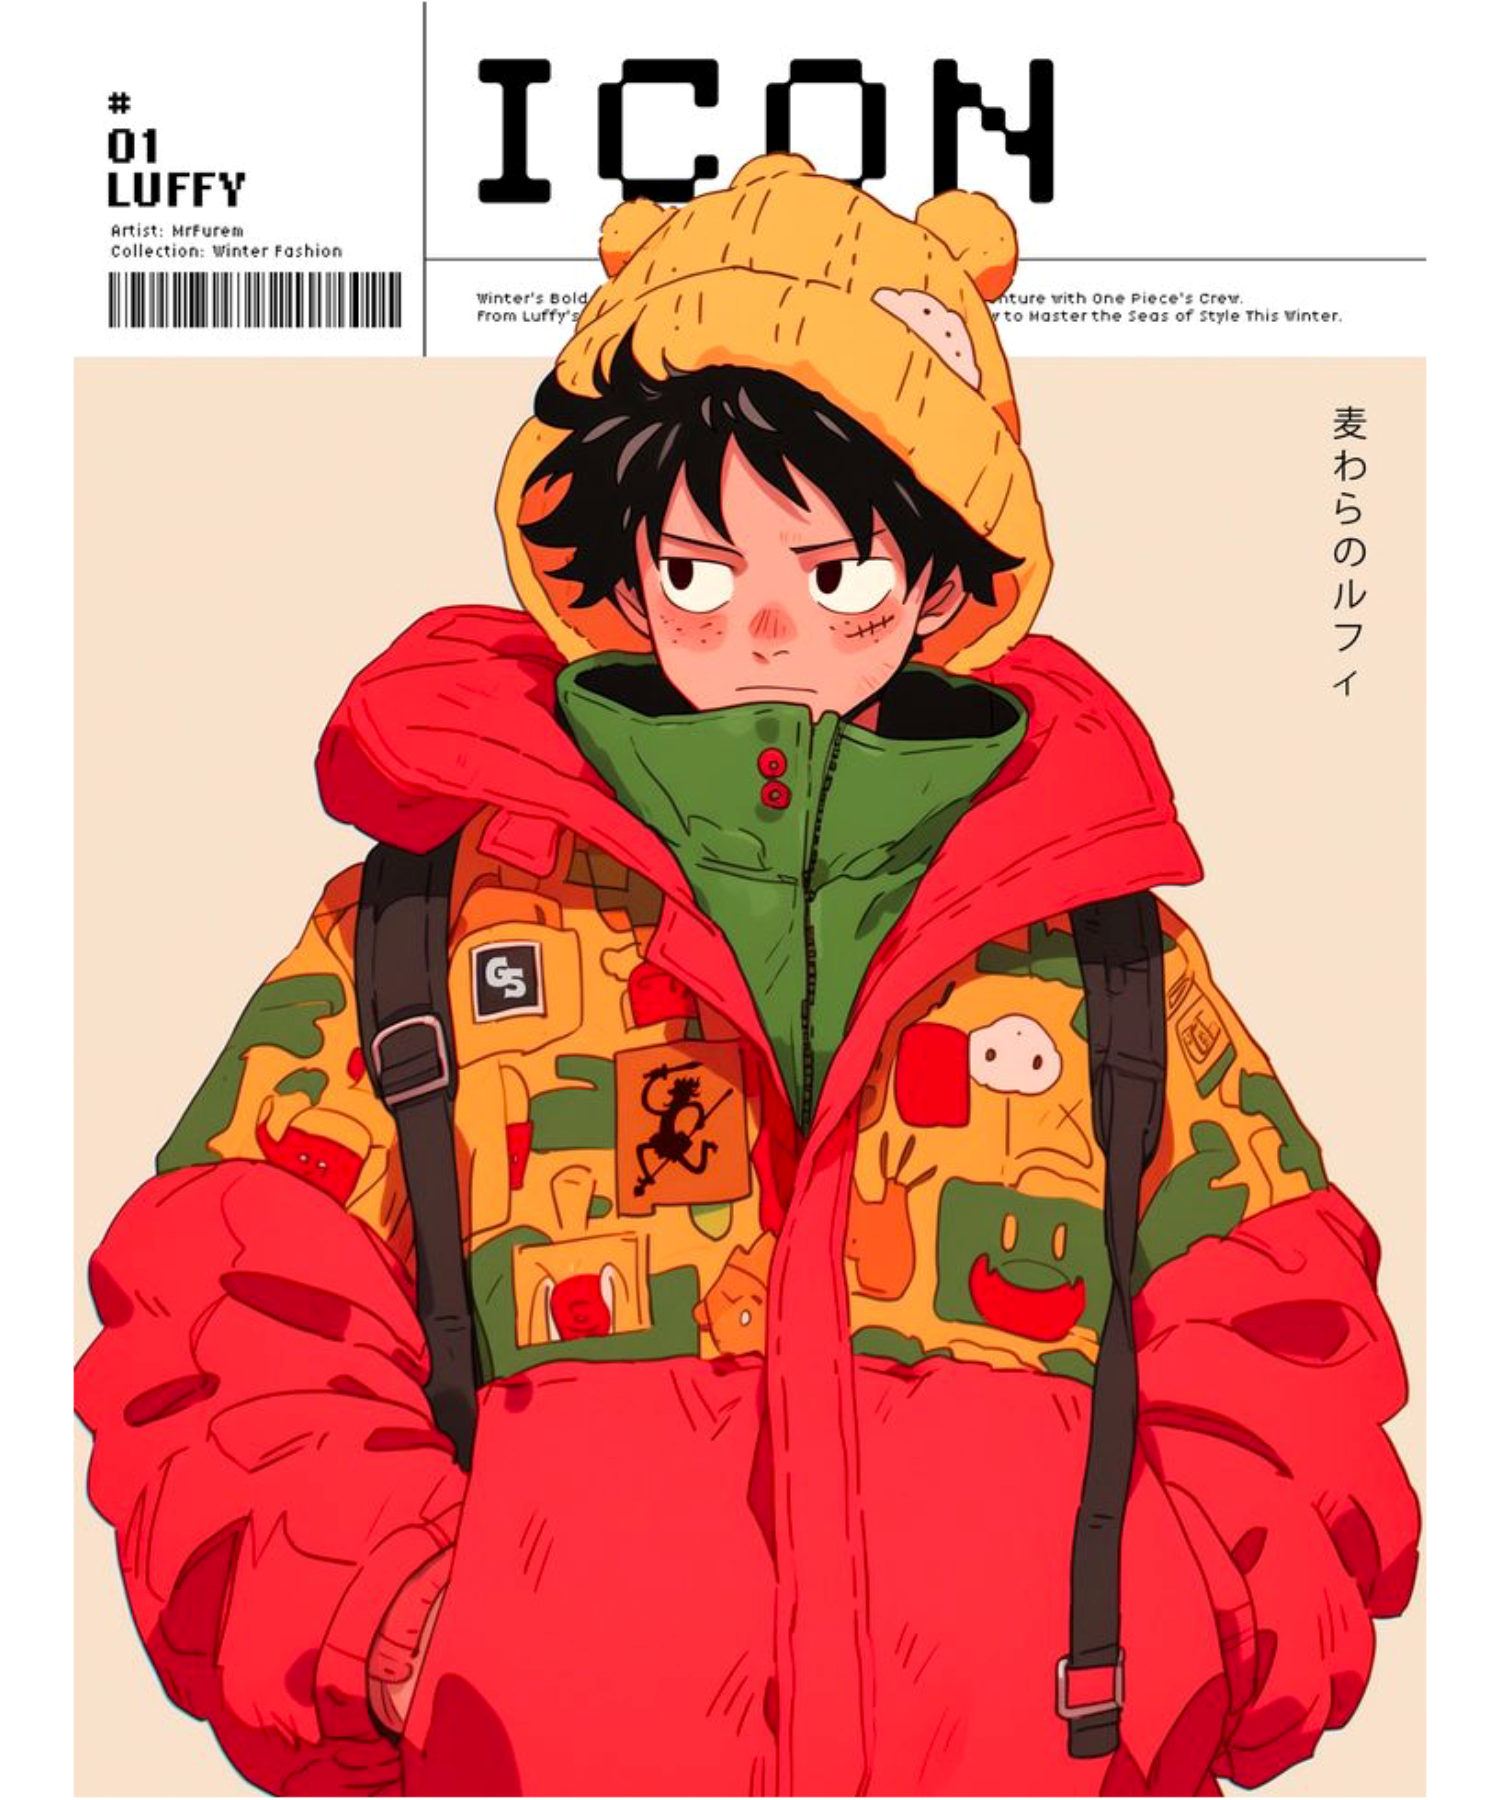 #
01
LUFFY
Artist: MrFurem
Collection: Winter Fashion
ICON
Winter's Bold nture with One Piece's Crew.
From Luffy's y to Master the Seas of Style This Winter.
麦わらのルフィ
GS